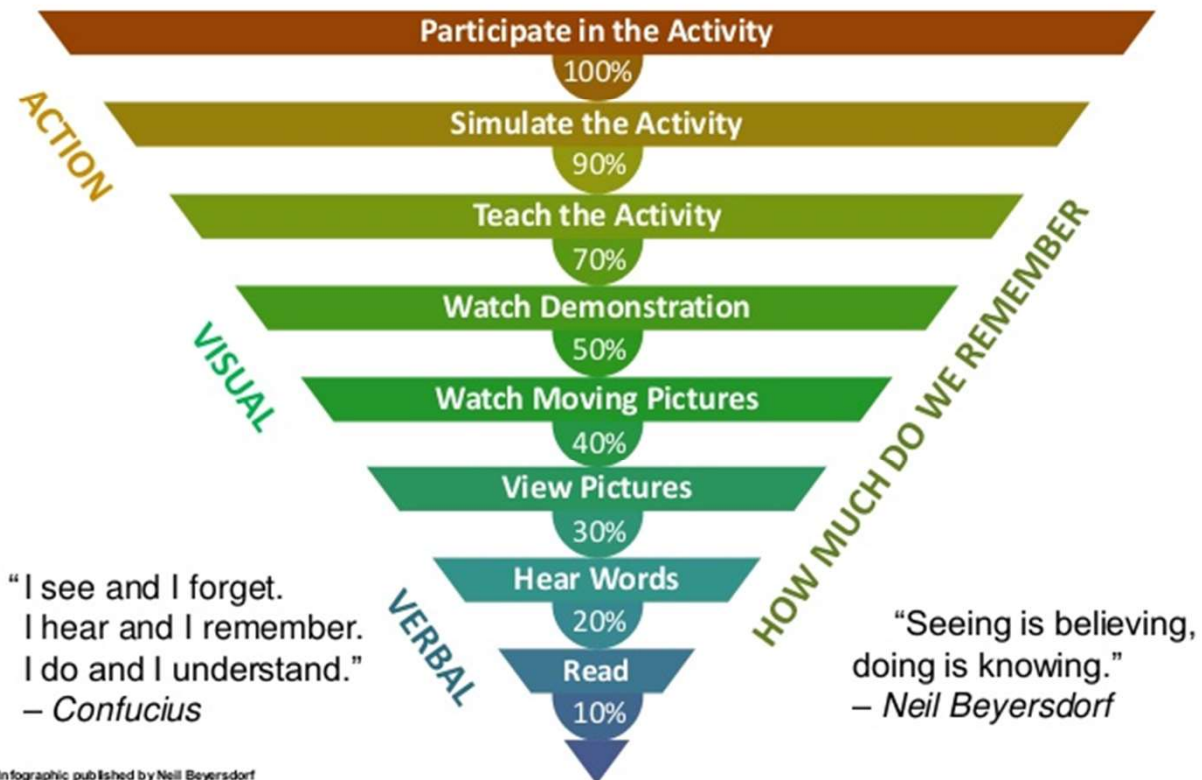 Participate in the Activity
100%
ACTION
Simulate the Activity
90%
Teach the Activity
70%
Watch Demonstration
50%
VISUAL
Watch Moving Pictures
40%
View Pictures
30%
HOW MUCH DO WE REMEMBER
Hear Words
20%
VERBAL
Read
10%
“I see and I forget.
I hear and I remember.
I do and I understand.”
– Confucius
“Seeing is believing,
doing is knowing.”
– Neil Beyersdorf
Infographic published by Neil Beyersdorf